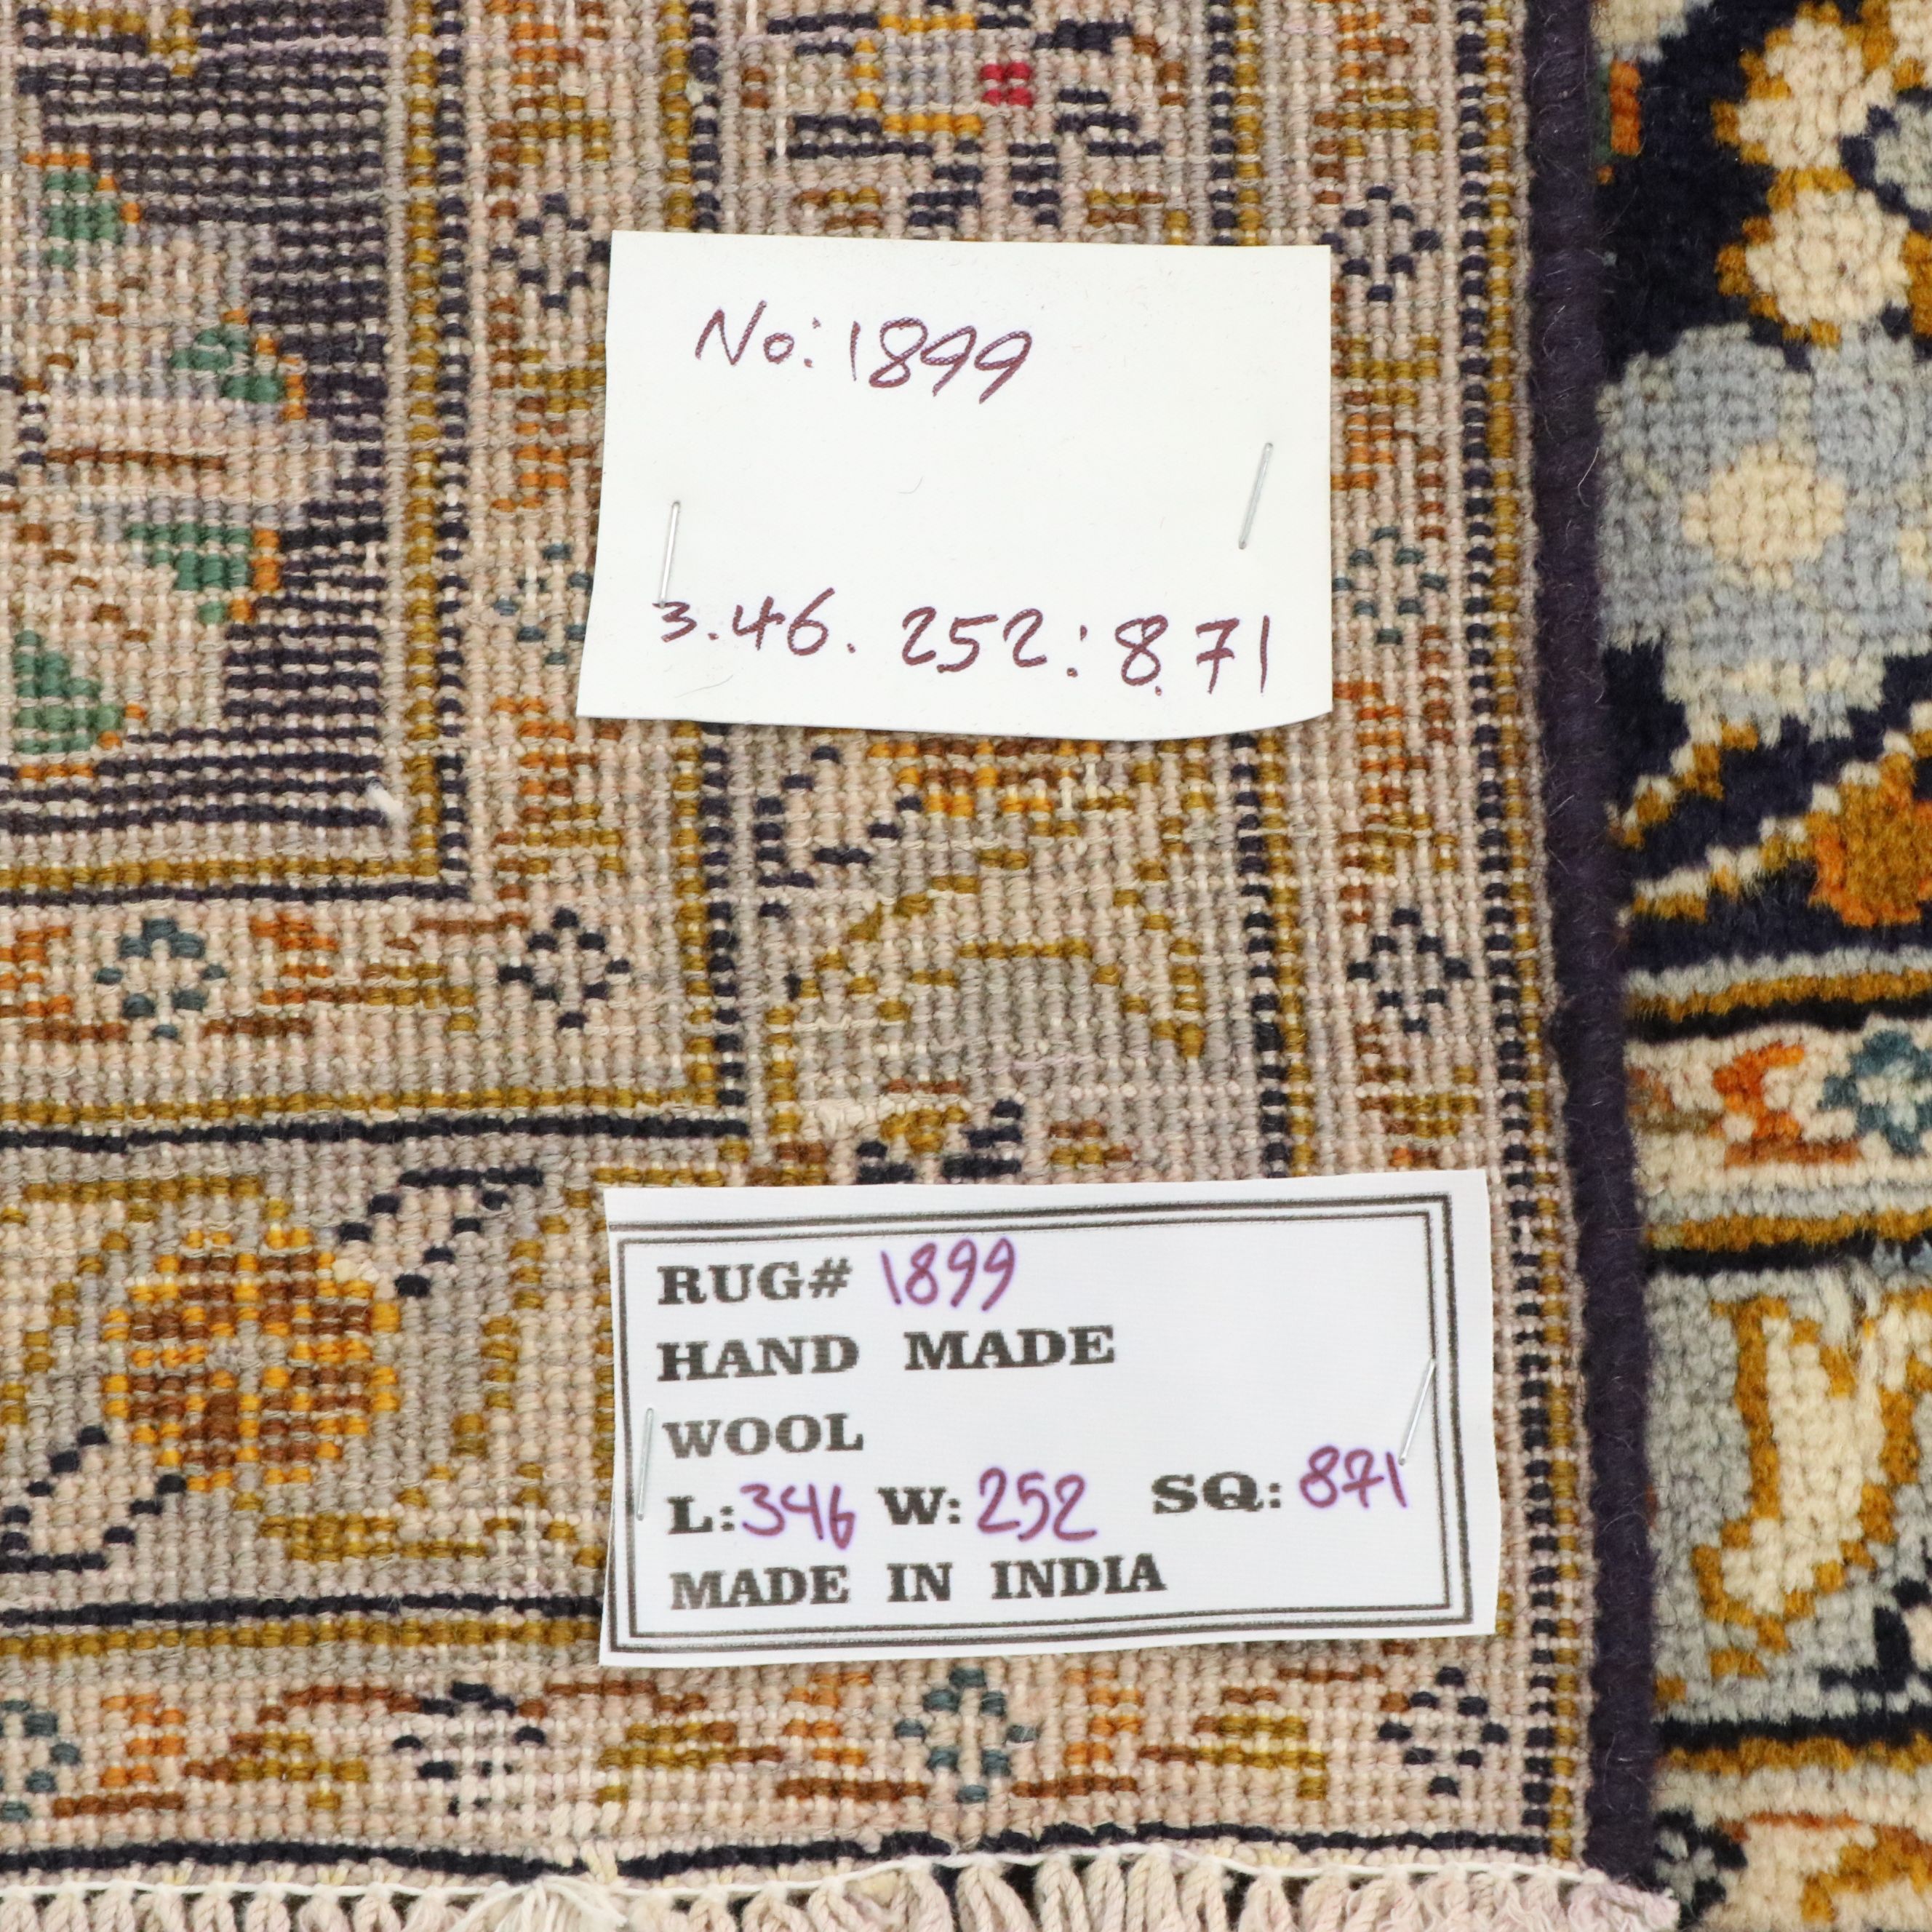 No: 1899
3.46. 252: 8.71
RUG# 1899
HAND MADE
WOOL
L: 346 W: 252 SQ: 871
MADE IN INDIA